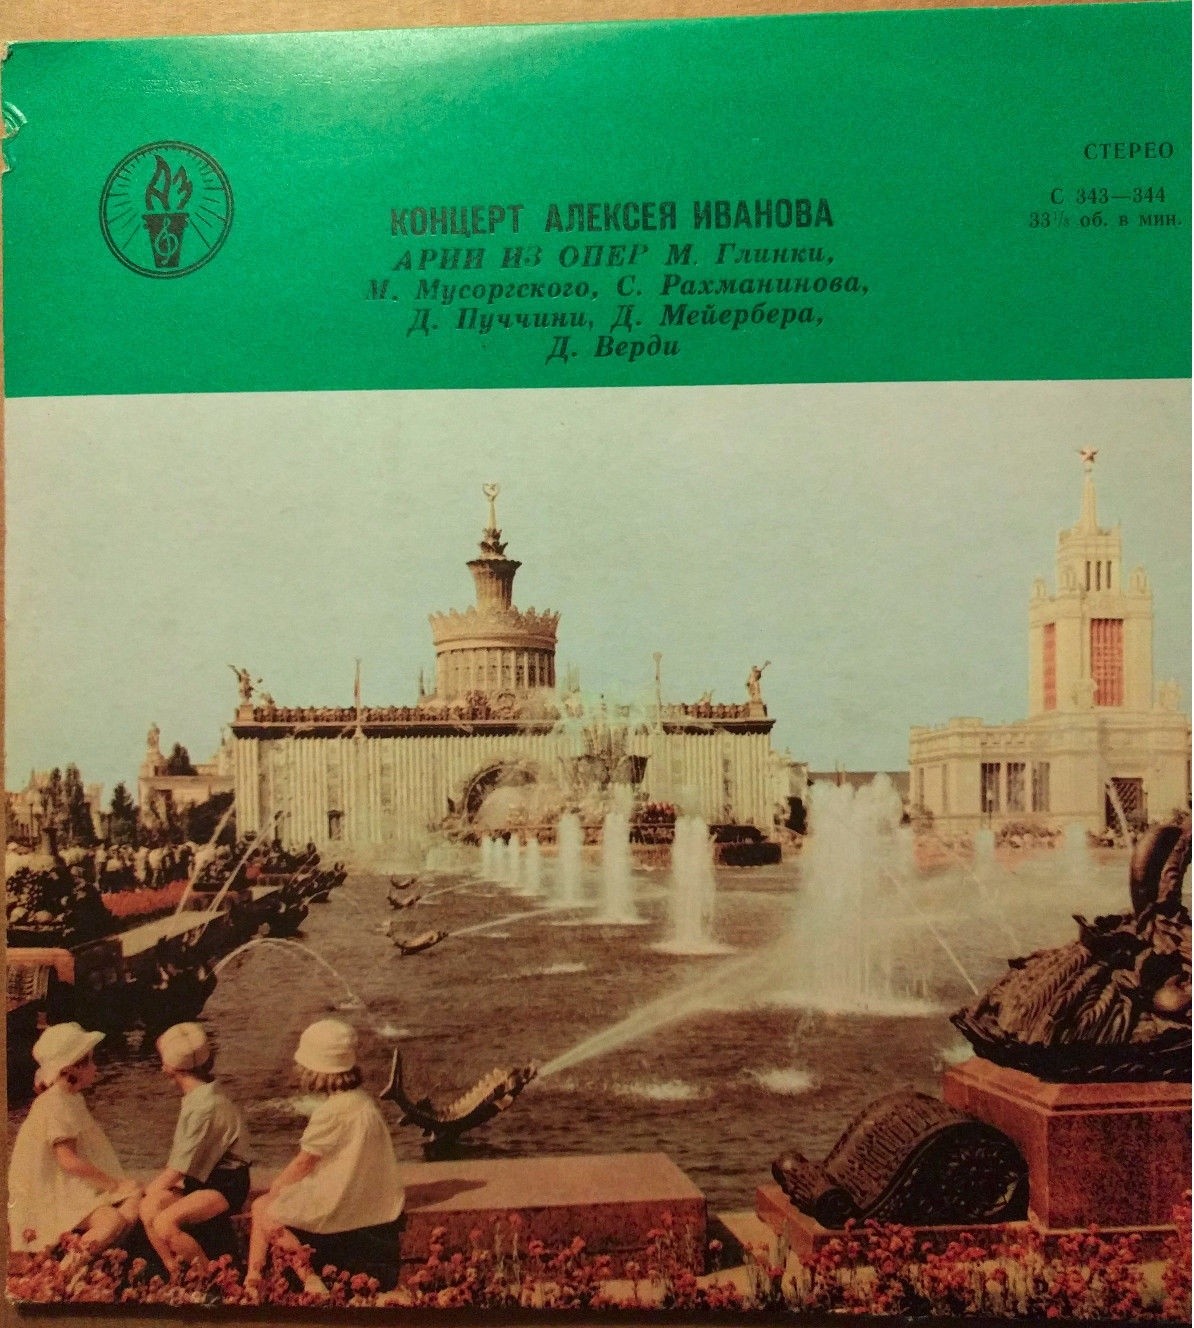 АЗ
СТЕРЕО
С 343—344
33⅓ об. в мин.
КОНЦЕРТ АЛЕКСЕЯ ИВАНОВА
АРИИ ИЗ ОПЕР М. Глинки,
М. Мусоргского, С. Рахманинова,
Д. Пуччини, Д. Мейербера,
Д. Верди